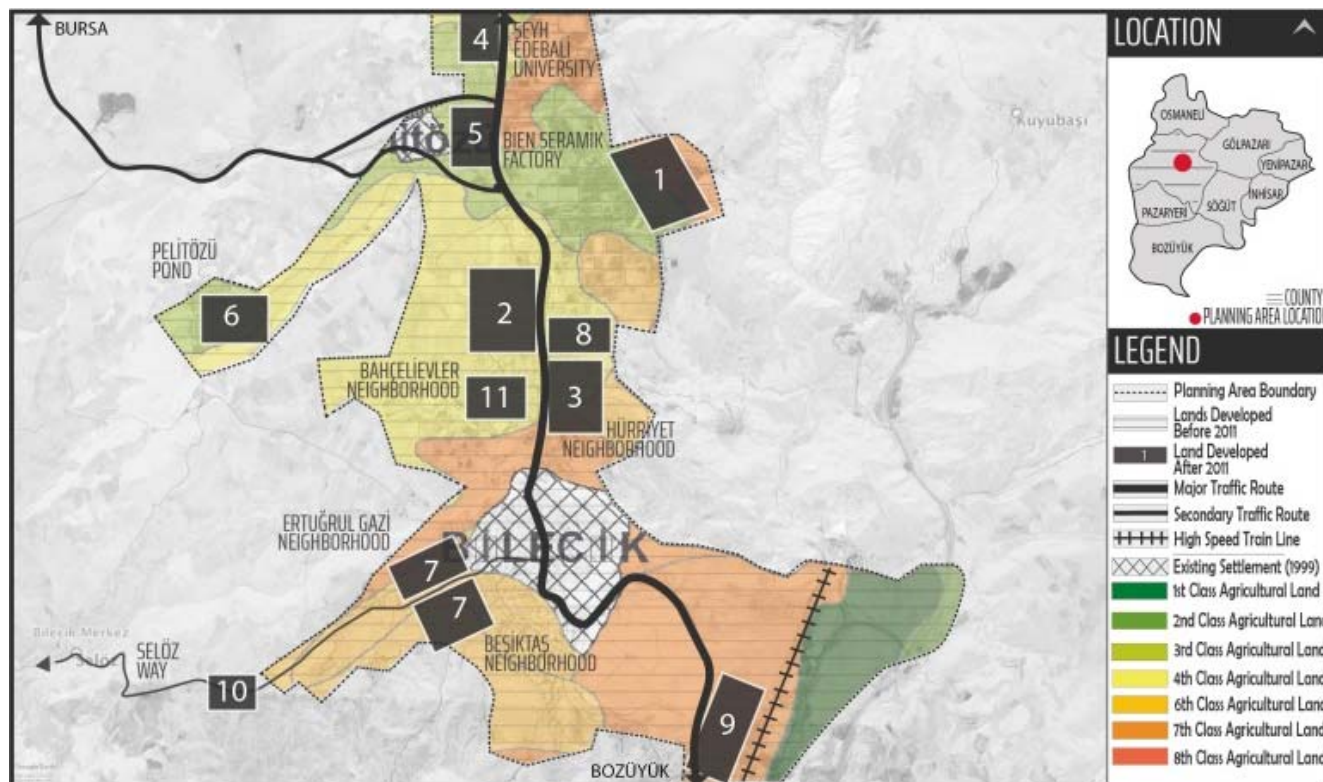 BURSA
4
ŞEYH
EDEBALİ
UNIVERSITY
5
BIEN SERAMIK
FACTORY
1
Kuyubaşı
PELİTÖZÜ
POND
6
2
8
BAHÇELİEVLER
NEIGHBORHOOD
11
3
HÜRRİYET
NEIGHBORHOOD
ERTUĞRUL GAZİ
NEIGHBORHOOD
BILECIK
7
7
BEŞİKTAŞ
NEIGHBORHOOD
Bilecik Merkez
SELÖZ
WAY
10
9
BOZÜYÜK
LOCATION
OSMANELİ
GÖLPAZARI
YENİPAZAR
İNHİSAR
SÖĞÜT
PAZARYERİ
BOZÜYÜK
COUNTY
PLANNING AREA LOCATION
LEGEND
Planning Area Boundary
Lands Developed
Before 2011
1
Land Developed
After 2011
Major Traffic Route
Secondary Traffic Route
High Speed Train Line
Existing Settlement (1999)
1st Class Agricultural Land
2nd Class Agricultural Land
3rd Class Agricultural Land
4th Class Agricultural Land
6th Class Agricultural Land
7th Class Agricultural Land
8th Class Agricultural Land